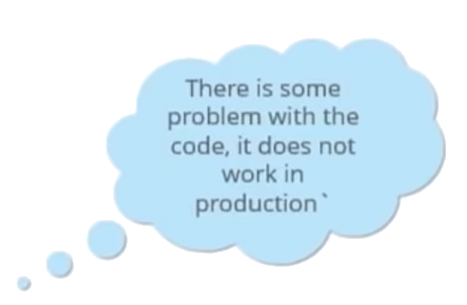 There is some
problem with the
code, it does not
work in
production`